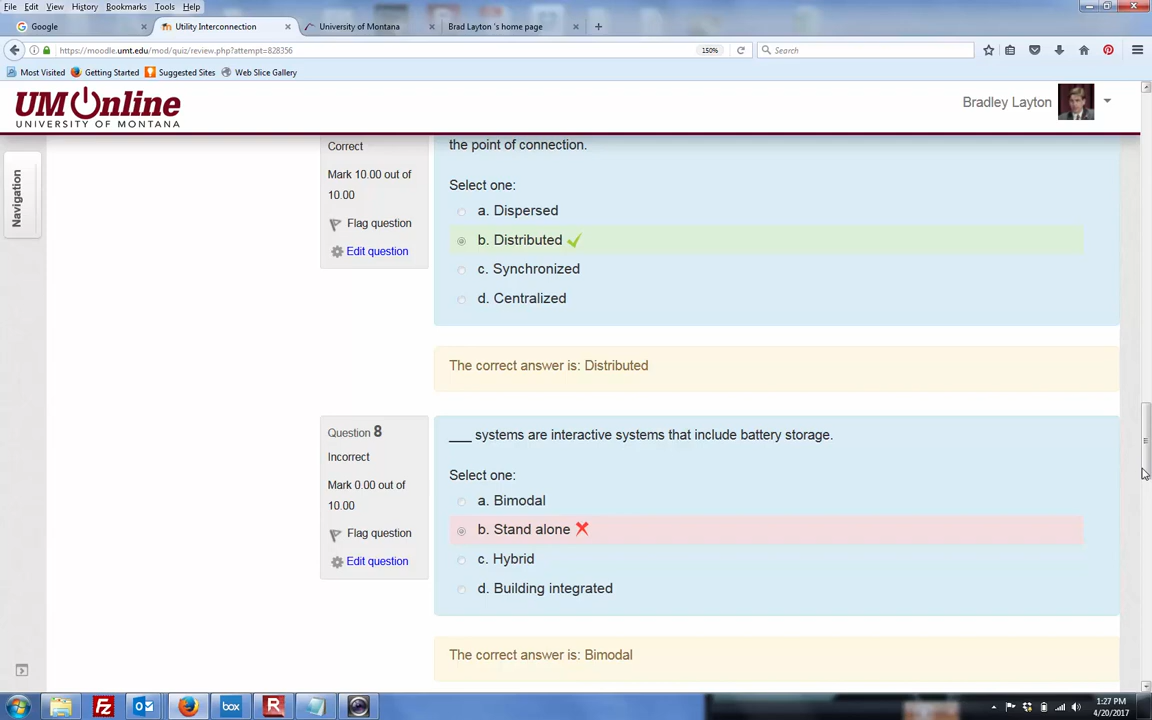 File Edit View History Bookmarks Tools Help
Google Utility Interconnection University of Montana Brad Layton 's home page
https://moodle.umt.edu/mod/quiz/review.php?attempt=828356 150% Search
Most Visited Getting Started Suggested Sites Web Slice Gallery
UMOnline
UNIVERSITY OF MONTANA
Bradley Layton
Navigation
Correct
Mark 10.00 out of
10.00
Flag question
Edit question
the point of connection.
Select one:
a. Dispersed
b. Distributed
c. Synchronized
d. Centralized
The correct answer is: Distributed
Question 8
Incorrect
Mark 0.00 out of
10.00
Flag question
Edit question
___ systems are interactive systems that include battery storage.
Select one:
a. Bimodal
b. Stand alone
c. Hybrid
d. Building integrated
The correct answer is: Bimodal
Fz box R
1:27 PM
4/20/2017